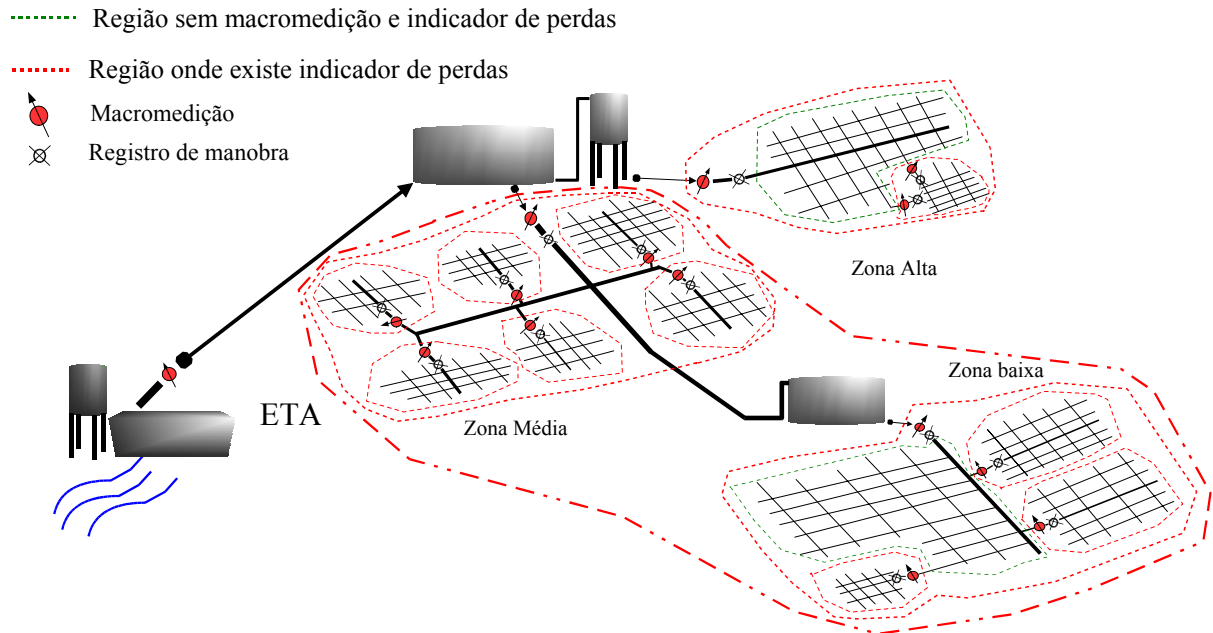 Região sem macromedição e indicador de perdas
Região onde existe indicador de perdas
Macromedição
Registro de manobra
Zona Alta
Zona baixa
ETA
Zona Média